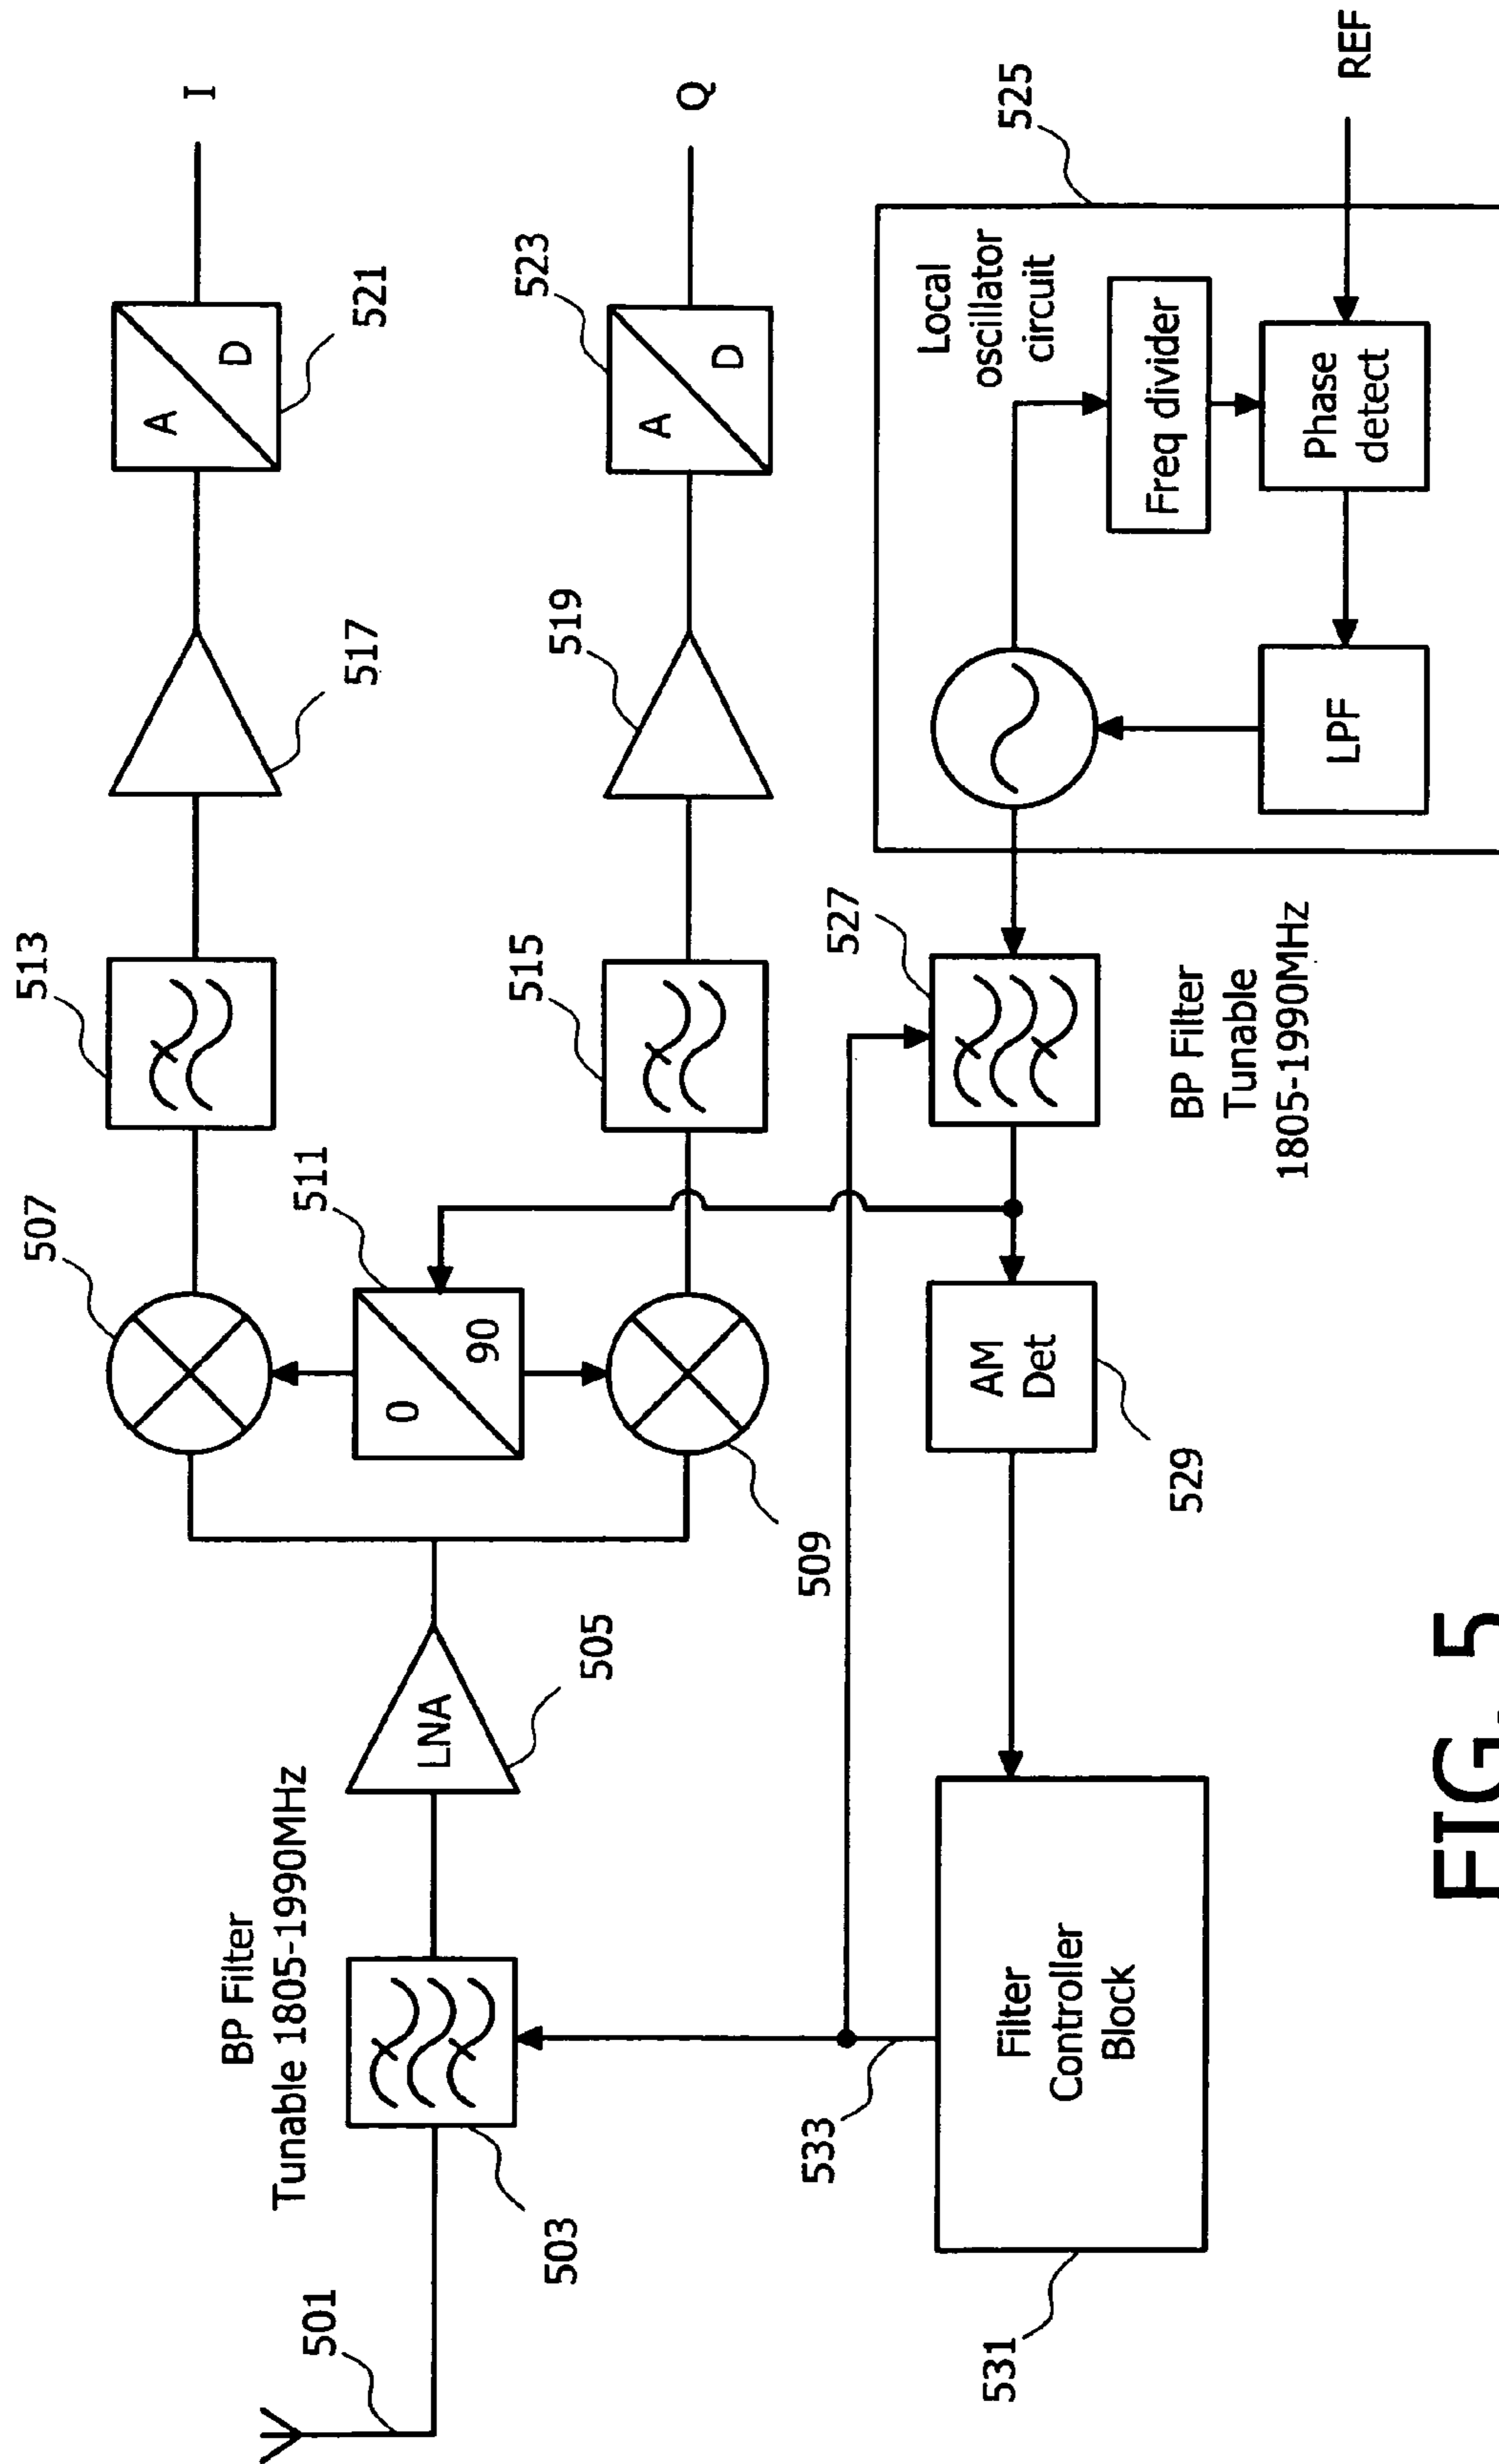 501
BP Filter
Tunable 1805-1990MHz
503
LNA
505
507
0
90
511
509
513
515
517
519
A
D
521
A
D
523
I
Q
531
Filter
Controller
Block
533
AM
Det
529
527
BP Filter
Tunable
1805-1990MHz
525
Local
oscillator
circuit
Freq divider
Phase
detect
LPF
REF
FIG. 5